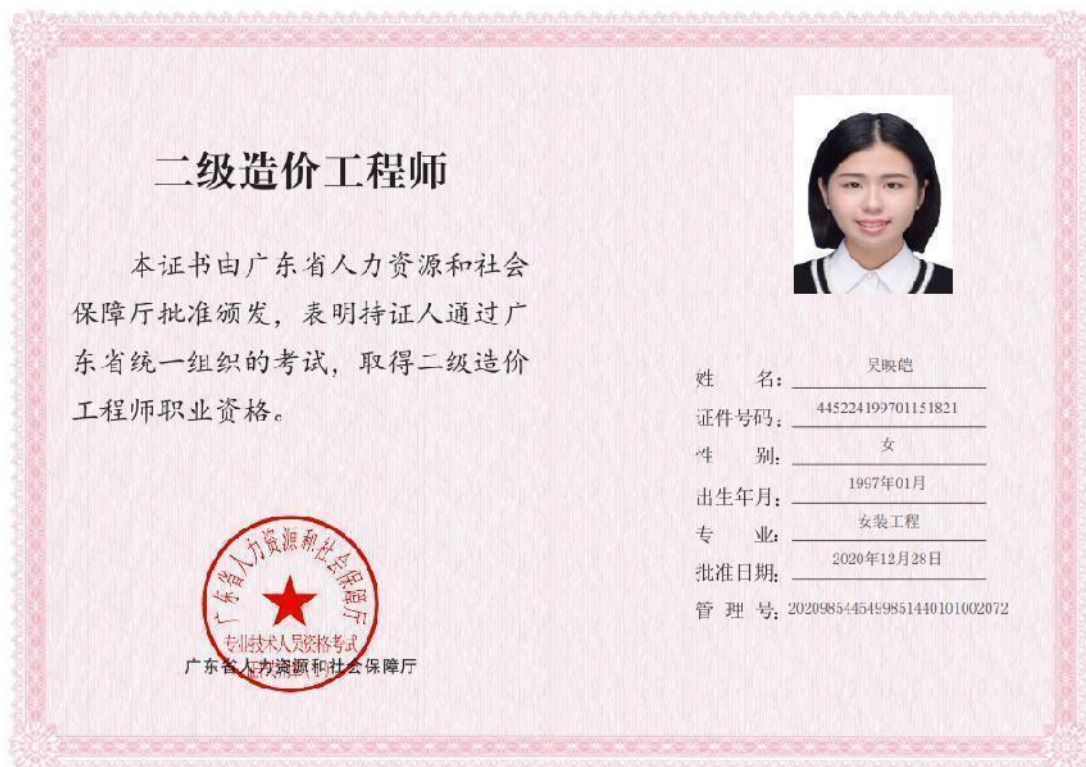 二级造价工程师
本证书由广东省人力资源和社会
保障厅批准颁发，表明持证人通过广
东省统一组织的考试，取得二级造价
工程师职业资格。
广东省人力资源和社会保障厅
专业技术人员资格考试
广东省人力资源和社会保障厅
姓 名：吴映皑
证件号码：445224199701151821
性 别：女
出生年月：1997年01月
专 业：安装工程
批准日期：2020年12月28日
管 理 号：20209854454998514401010020​72